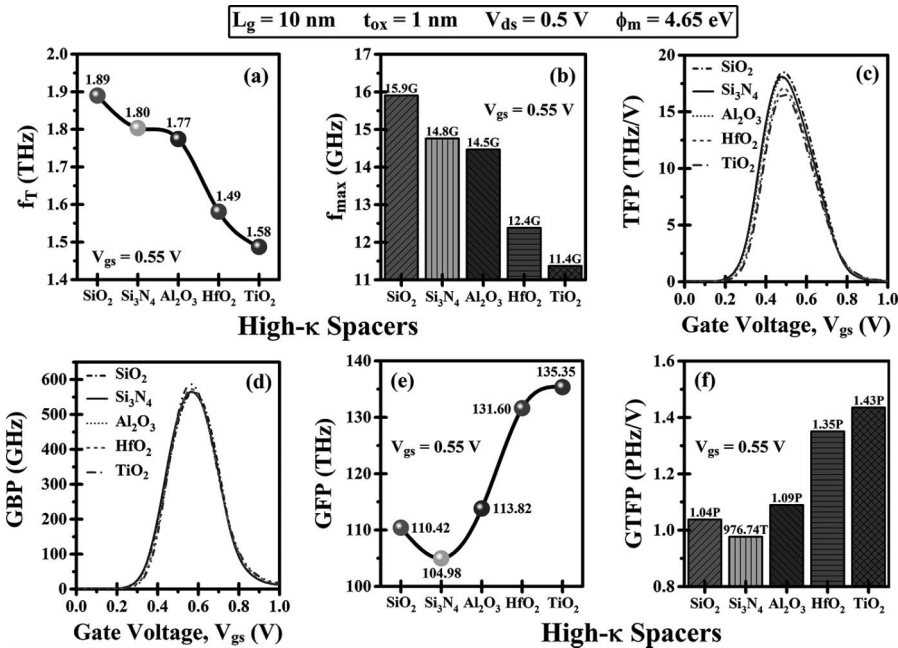 L_g = 10 nm t_ox = 1 nm V_ds = 0.5 V ϕ_m = 4.65 eV
(a)
f_T (THz)
2.0
1.9
1.8
1.7
1.6
1.5
1.4
1.89
1.80
1.77
1.49
1.58
V_gs = 0.55 V
SiO₂ Si₃N₄ Al₂O₃ HfO₂ TiO₂
(b)
f_max (GHz)
17
16
15
14
13
12
11
15.9G
14.8G
14.5G
12.4G
11.4G
V_gs = 0.55 V
SiO₂ Si₃N₄ Al₂O₃ HfO₂ TiO₂
High-κ Spacers
(c)
TFP (THz/V)
20
15
10
5
0
SiO₂
Si₃N₄
Al₂O₃
HfO₂
TiO₂
0.0 0.2 0.4 0.6 0.8 1.0
Gate Voltage, V_gs (V)
(d)
GBP (GHz)
600
500
400
300
200
100
0
SiO₂
Si₃N₄
Al₂O₃
HfO₂
TiO₂
0.0 0.2 0.4 0.6 0.8 1.0
Gate Voltage, V_gs (V)
(e)
GFP (THz)
140
135
130
125
120
115
110
105
100
135.35
131.60
V_gs = 0.55 V
110.42
113.82
104.98
SiO₂ Si₃N₄ Al₂O₃ HfO₂ TiO₂
(f)
GTFP (PHz/V)
1.6
1.4
1.2
1.0
0.8
1.43P
1.35P
V_gs = 0.55 V
1.09P
1.04P
976.74T
SiO₂ Si₃N₄ Al₂O₃ HfO₂ TiO₂
High-κ Spacers